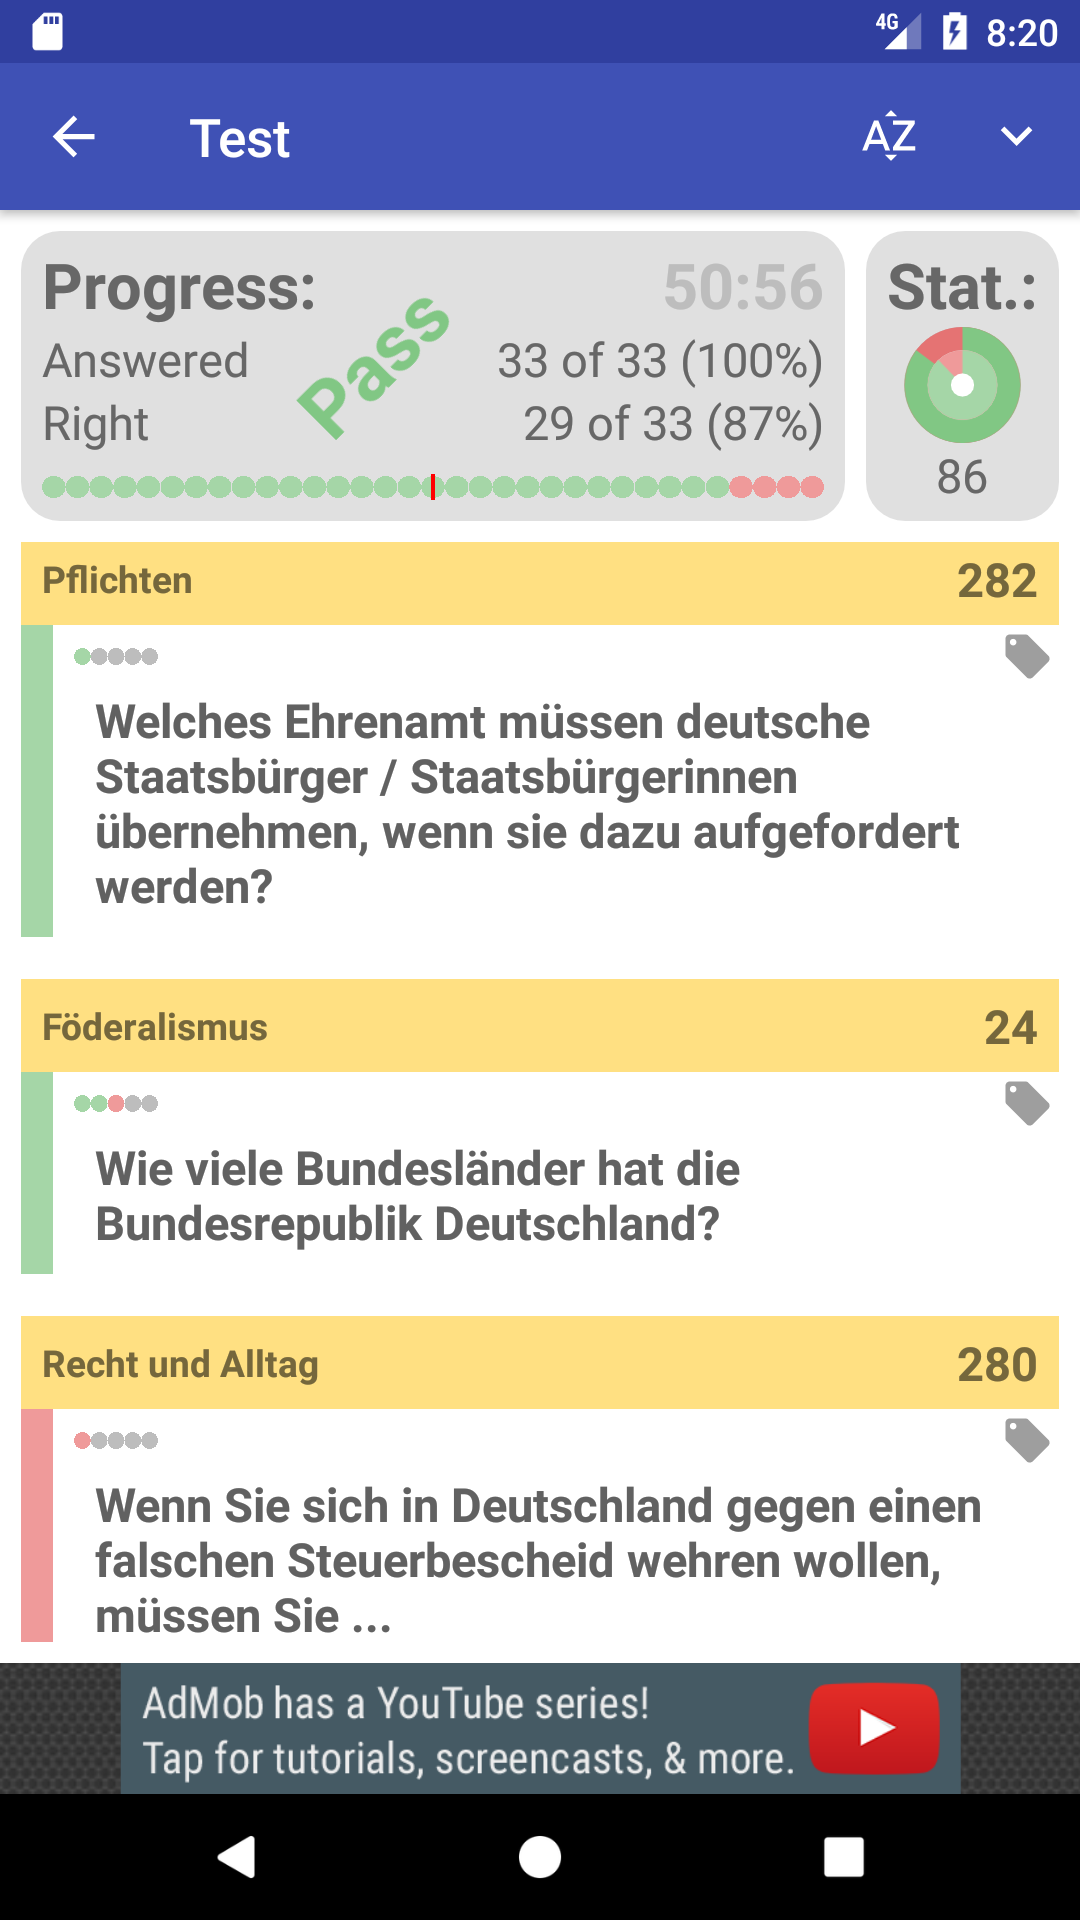 4G 8:20
Test AZ
Progress: 50:56
Answered 33 of 33 (100%)
Right 29 of 33 (87%)
Pass
Stat.:
86
Pflichten 282
Welches Ehrenamt müssen deutsche
Staatsbürger / Staatsbürgerinnen
übernehmen, wenn sie dazu aufgefordert
werden?
Föderalismus 24
Wie viele Bundesländer hat die
Bundesrepublik Deutschland?
Recht und Alltag 280
Wenn Sie sich in Deutschland gegen einen
falschen Steuerbescheid wehren wollen,
müssen Sie ...
AdMob has a YouTube series!
Tap for tutorials, screencasts, & more.